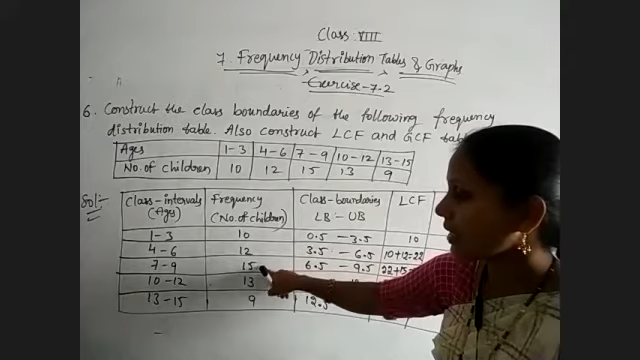 Class VIII
7. Frequency Distribution Tables & Graphs
Exercise-7.2
6. Construct the class boundaries of the following frequency
distribution table. Also construct LCF and GCF
Ages 1-3 4-6 7-9 10-12 13-15
No. of children 10 12 15 13 9
Sol:-
Class-intervals (Ages) Frequency (No. of children) Class-boundaries LB - UB LCF
1-3 10 0.5 - 3.5 10
4-6 12 3.5 - 6.5 10+12=22
7-9 15 6.5 - 9.5 22+15=
10-12 13
13-15 9 12.5